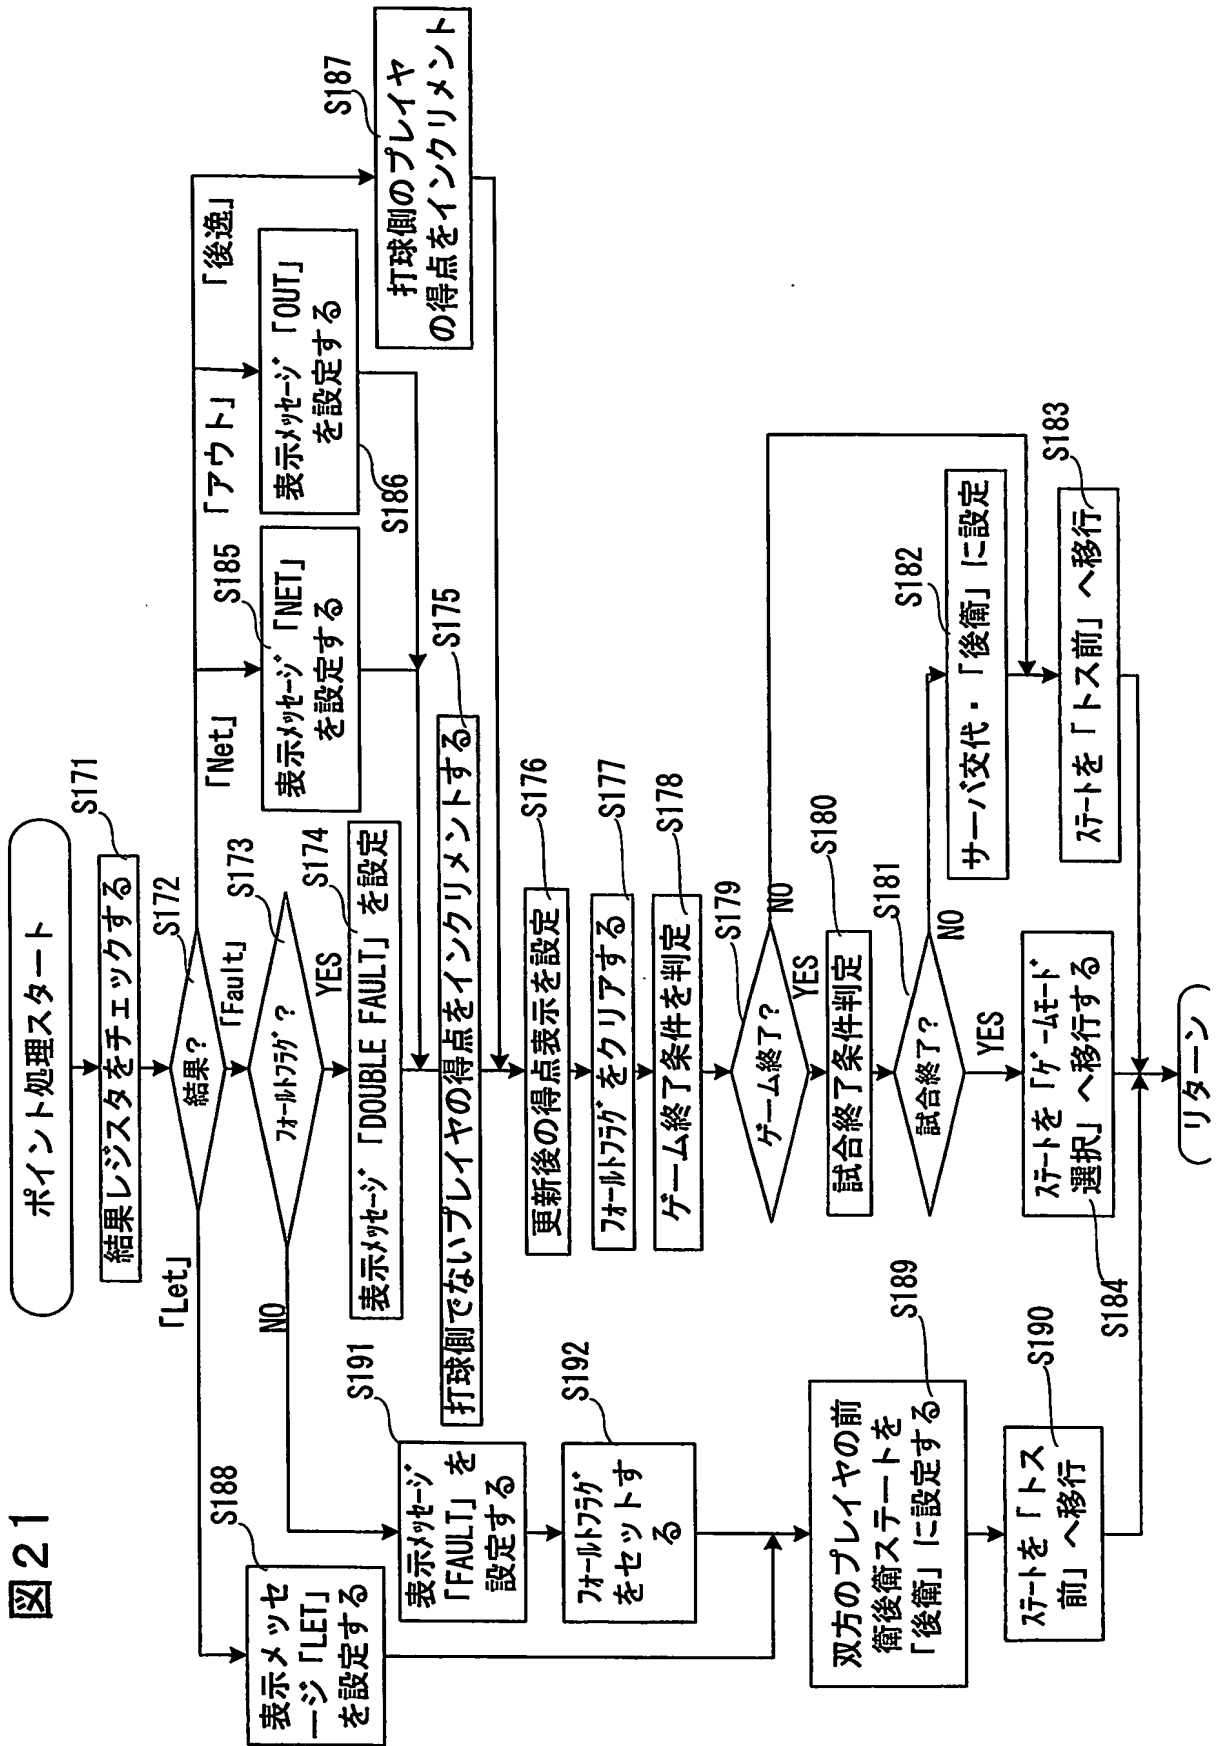 図21
ポイント処理スタート
S171
結果レジスタをチェックする
S172
結果?
「Let」
「Fault」
「Net」
「アウト」
「後逸」
S173
フォールトフラグ?
NO
YES
S174
表示メッセージ「DOUBLE FAULT」を設定
S185
表示メッセージ「NET」
を設定する
表示メッセージ「OUT」
を設定する
S186
S187
打球側のプレイヤ
の得点をインクリメント
S175
打球側でないプレイヤの得点をインクリメントする
S176
更新後の得点表示を設定
S177
フォールトフラグをクリアする
S178
ゲーム終了条件を判定
S179
ゲーム終了?
NO
YES
S180
試合終了条件判定
S181
試合終了?
NO
YES
S182
サーバ交代・「後衛」に設定
S183
ステートを「トス前」へ移行
ステートを「ゲームモード
選択」へ移行する
S184
S188
表示メッセ
ージ「LET」
を設定する
S191
表示メッセージ
「FAULT」を
設定する
S192
フォールトフラグ
をセットす
る
S189
双方のプレイヤの前
衛後衛ステートを
「後衛」に設定する
S190
ステートを「トス
前」へ移行
リターン